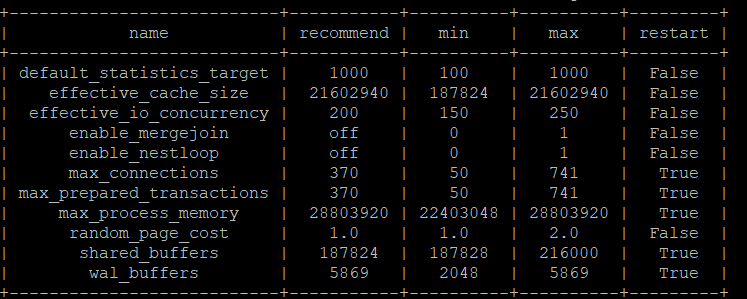 +---------------------------+-----------+----------+----------+---------+
|            name           | recommend |   min    |   max    | restart |
+---------------------------+-----------+----------+----------+---------+
| default_statistics_target |    1000   |   100    |   1000   |  False  |
|    effective_cache_size   |  21602940 |  187824  | 21602940 |  False  |
|  effective_io_concurrency |    200    |   150    |   250    |  False  |
|      enable_mergejoin     |    off    |    0     |    1     |  False  |
|      enable_nestloop      |    off    |    0     |    1     |  False  |
|      max_connections      |    370    |    50    |   741    |   True  |
| max_prepared_transactions |    370    |    50    |   741    |   True  |
|     max_process_memory    |  28803920 | 22403048 | 28803920 |   True  |
|      random_page_cost     |    1.0    |   1.0    |   2.0    |  False  |
|       shared_buffers      |   187824  |  187828  |  216000  |   True  |
|        wal_buffers        |    5869   |   2048   |   5869   |   True  |
+---------------------------+-----------+----------+----------+---------+